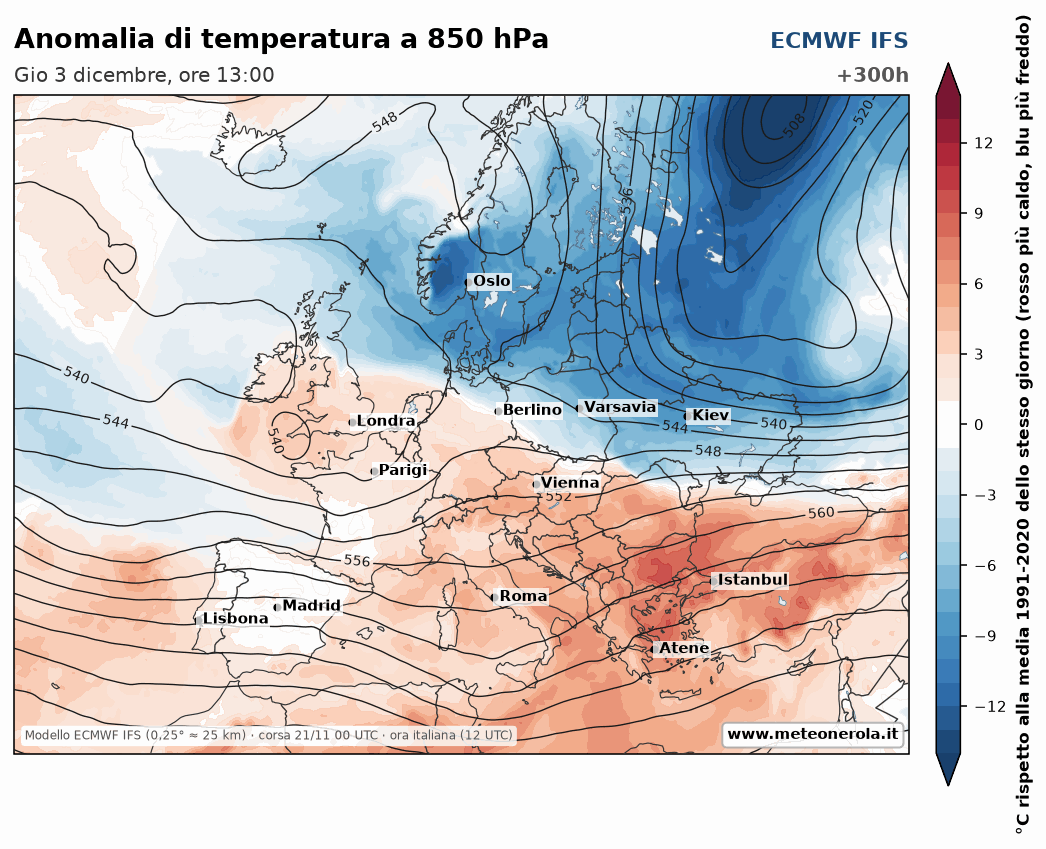 Anomalia di temperatura a 850 hPa
ECMWF IFS
Gio 3 dicembre, ore 13:00
+300h
548
508
520
536
Oslo
540
544
Berlino
Varsavia
Kiev
Londra
544
540
540
548
Parigi
Vienna
552
560
556
Istanbul
Roma
Madrid
Lisbona
Atene
Modello ECMWF IFS (0,25° ≈ 25 km) · corsa 21/11 00 UTC · ora italiana (12 UTC)
www.meteonerola.it
12
9
6
3
0
−3
−6
−9
−12
°C rispetto alla media 1991-2020 dello stesso giorno (rosso più caldo, blu più freddo)